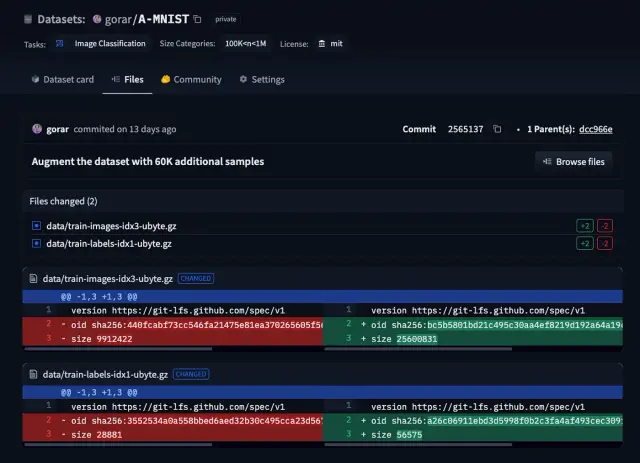 Datasets: gorar/A-MNIST private
Tasks: Image Classification Size Categories: 100K<n<1M License: mit
Dataset card Files Community Settings
gorar commited on 13 days ago Commit 2565137 • 1 Parent(s): dcc966e
Augment the dataset with 60K additional samples Browse files
Files changed (2)
data/train-images-idx3-ubyte.gz +2 -2
data/train-labels-idx1-ubyte.gz +2 -2
data/train-images-idx3-ubyte.gz CHANGED
@@ -1,3 +1,3 @@
1 version https://git-lfs.github.com/spec/v1 1 version https://git-lfs.github.com/spec/v1
2 - oid sha256:440fcabf73cc546fa21475e81ea370265605f5 2 + oid sha256:bc5b5801bd21c495c30aa4ef8219d192a64a19
3 - size 9912422 3 + size 25600831
data/train-labels-idx1-ubyte.gz CHANGED
@@ -1,3 +1,3 @@
1 version https://git-lfs.github.com/spec/v1 1 version https://git-lfs.github.com/spec/v1
2 - oid sha256:3552534a0a558bbed6aed32b30c495cca23d56 2 + oid sha256:a26c06911ebd3d5998f0b2c3fa4af493cec309
3 - size 28881 3 + size 56575